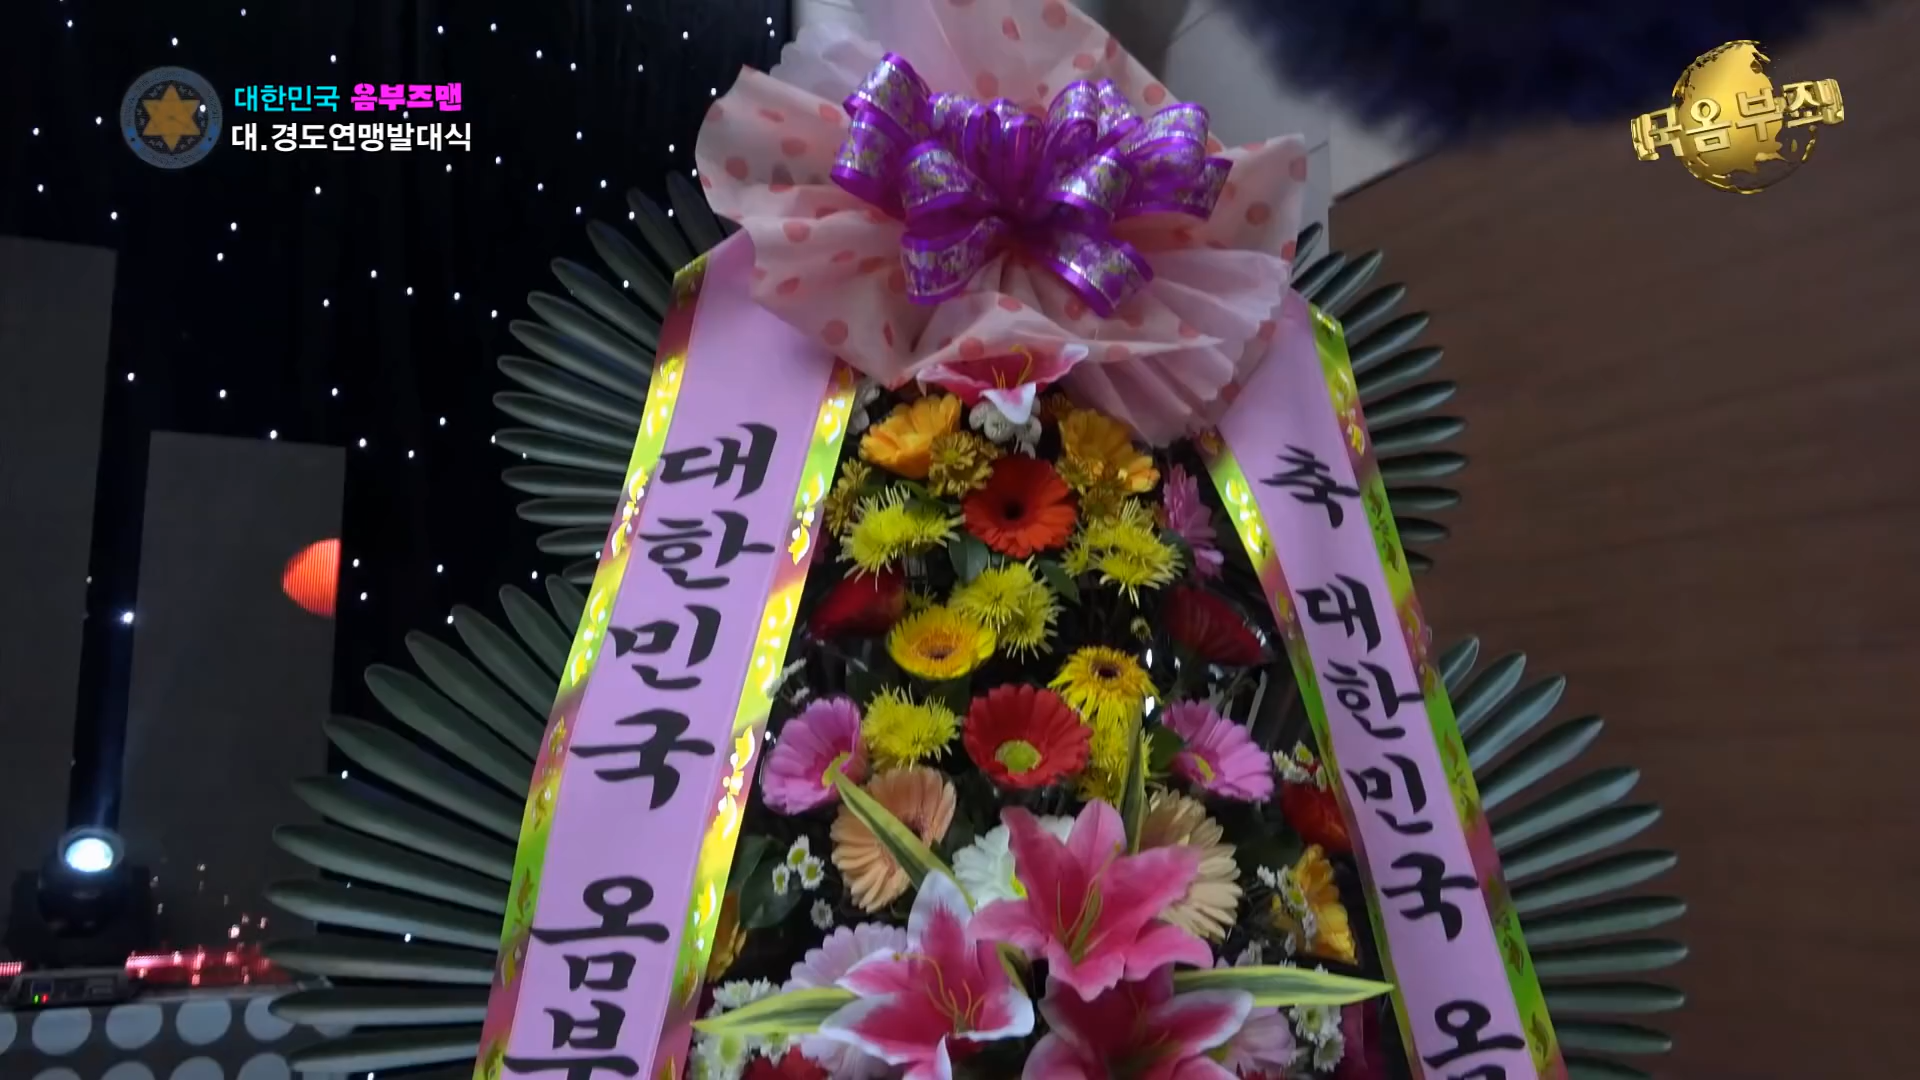 대한민국 옴부즈맨
대.경도연맹발대식
국옴부즈
대한민국 옴부
축 대한민국 옴